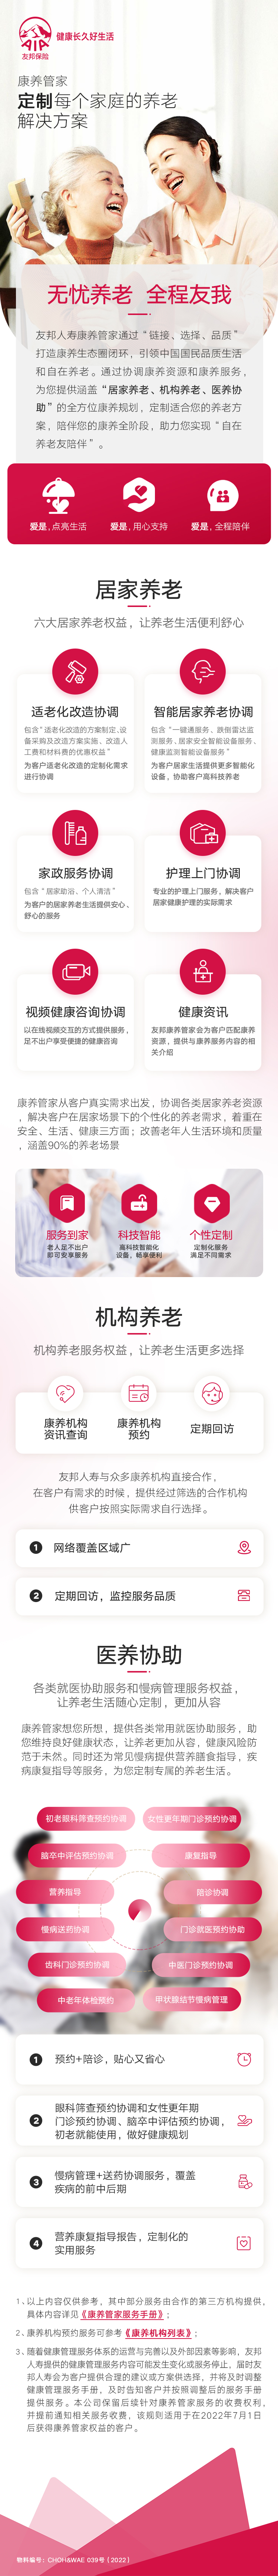 友邦保险
健康长久好生活
康养管家
定制每个家庭的养老
解决方案
无忧养老 全程友我
友邦人寿康养管家通过“链接、选择、品质”
打造康养生态圈闭环，引领中国国民品质生活
和自在养老。通过协调康养资源和康养服务，
为您提供涵盖“居家养老、机构养老、医养协
助”的全方位康养规划，定制适合您的养老方
案，陪伴您的康养全阶段，助力您实现“自在
养老友陪伴”。
爱是，点亮生活
爱是，用心支持
爱是，全程陪伴
居家养老
六大居家养老权益，让养老生活便利舒心
适老化改造协调
包含“适老化改造的方案制定、设
备采购及改造方案实施、改造人
工费和材料费的优惠权益”
为客户适老化改造的定制化需求
进行协调
智能居家养老协调
包含“一键通服务、跌倒雷达监
测服务、居家安全智能设备服务、
健康监测智能设备服务”
为客户居家生活提供更多智能化
设备，协助客户高科技养老
家政服务协调
包含“居家助浴、个人清洁”
为客户的居家养老生活提供安心、
舒心的服务
护理上门协调
专业的护理上门服务，解决客户
居家健康护理的实际需求
视频健康咨询协调
以在线视频交互的方式提供服务，
足不出户享受便捷的健康咨询
健康资讯
友邦康养管家会为客户匹配康养
资源，提供与康养服务内容的相
关介绍
康养管家从客户真实需求出发，协调各类居家养老资源
，解决客户在居家场景下的个性化的养老需求，着重在
安全、生活、健康三方面；改善老年人生活环境和质量
，涵盖90%的养老场景
服务到家
老人足不出户
即可安享服务
科技智能
高科技智能化
设备，畅享便利
个性定制
定制化服务
满足不同需求
机构养老
机构养老服务权益，让养老生活更多选择
康养机构
资讯查询
康养机构
预约
定期回访
友邦人寿与众多康养机构直接合作，
在客户有需求的时候，提供经过筛选的合作机构
供客户按照实际需求自行选择。
1 网络覆盖区域广
2 定期回访，监控服务品质
医养协助
各类就医协助服务和慢病管理服务权益，
让养老生活随心定制，更加从容
康养管家想您所想，提供各类常用就医协助服务，助
您维持良好健康状态，让养老更加从容，健康风险防
范于未然。同时还为常见慢病提供营养膳食指导，疾
病康复指导等服务，为您定制专属的养老生活。
初老眼科筛查预约协调
女性更年期门诊预约协调
脑卒中评估预约协调
康复指导
营养指导
陪诊协调
慢病送药协调
门诊就医预约协助
齿科门诊预约协调
中医门诊预约协调
中老年体检预约
甲状腺结节慢病管理
1 预约+陪诊，贴心又省心
2 眼科筛查预约协调和女性更年期
门诊预约协调、脑卒中评估预约协调，
初老就能使用，做好健康规划
3 慢病管理+送药协调服务，覆盖
疾病的前中后期
4 营养康复指导报告，定制化的
实用服务
1、以上内容仅供参考，其中部分服务由合作的第三方机构提供，
具体内容详见《康养管家服务手册》；
2、康养机构预约服务可参考《康养机构列表》；
3、随着健康管理服务体系的运营与完善以及外部因素等影响，友邦
人寿提供的健康管理服务内容可能发生变化或服务停止，届时友
邦人寿会为客户提供合理的建议或方案供选择，并将及时调整
健康管理服务手册，及时告知客户并按照调整后的服务手册
提供服务。本公司保留后续针对康养管家服务的收费权利，
并提前通知相关服务收费，该规则适用于在2022年7月1日
后获得康养管家权益的客户。
物料编号：CHOH&WAE 039号（2022）